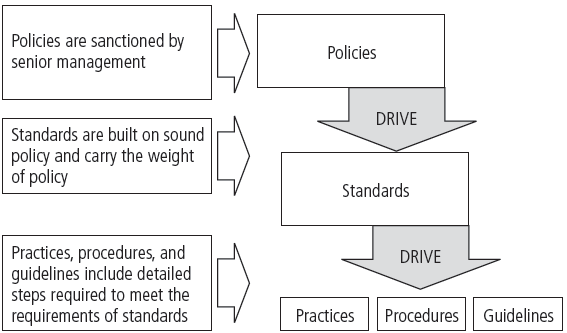 Policies are sanctioned by
senior management
Policies
DRIVE
Standards are built on sound
policy and carry the weight
of policy
Standards
DRIVE
Practices, procedures, and
guidelines include detailed
steps required to meet the
requirements of standards
Practices
Procedures
Guidelines